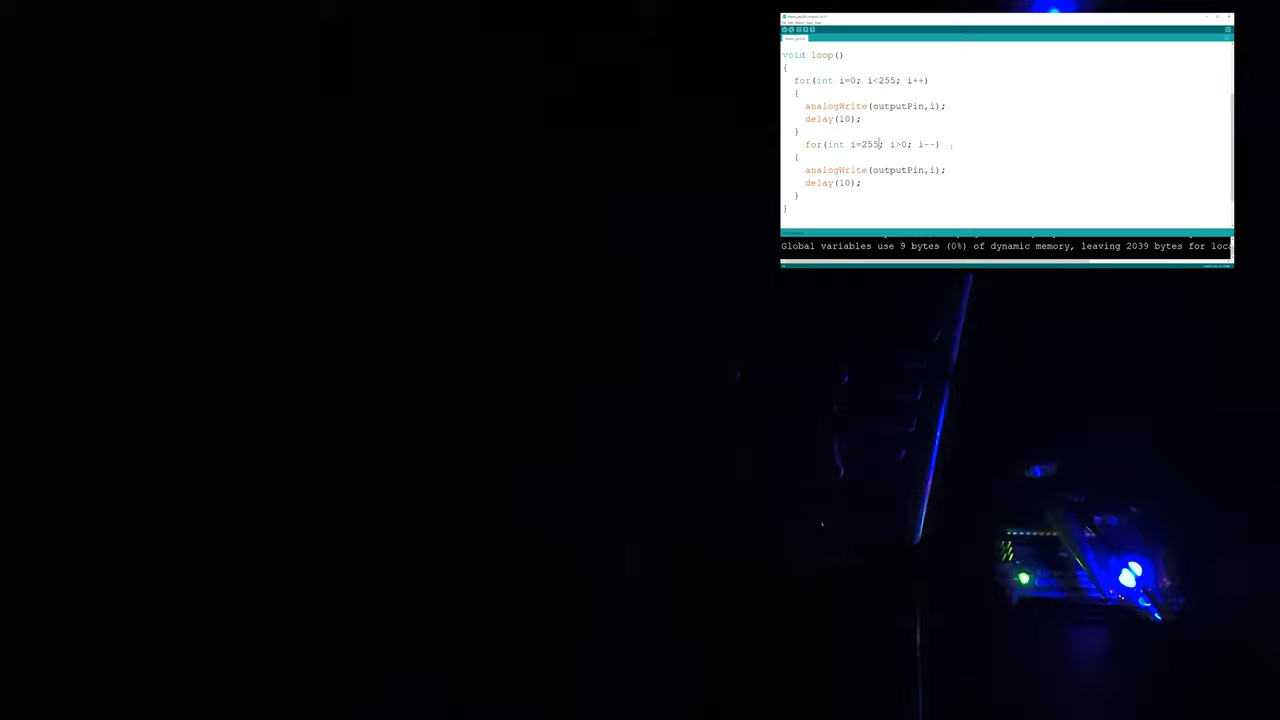 void loop()
{
for(int i=0; i<255; i++)
{
analogWrite(outputPin,i);
delay(10);
}
for(int i=255; i>0; i--)
{
analogWrite(outputPin,i);
delay(10);
}
}
Global variables use 9 bytes (0%) of dynamic memory, leaving 2039 bytes for loc